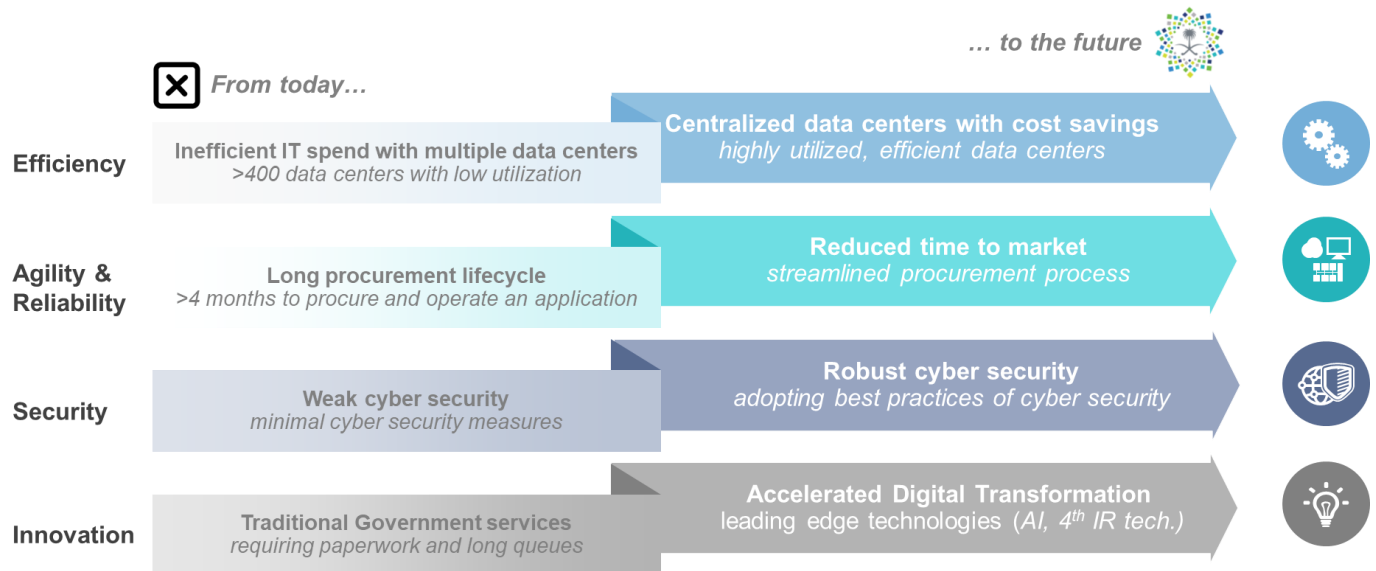 … to the future
From today…
Efficiency
Inefficient IT spend with multiple data centers
>400 data centers with low utilization
Centralized data centers with cost savings
highly utilized, efficient data centers
Agility &
Reliability
Long procurement lifecycle
>4 months to procure and operate an application
Reduced time to market
streamlined procurement process
Security
Weak cyber security
minimal cyber security measures
Robust cyber security
adopting best practices of cyber security
Innovation
Traditional Government services
requiring paperwork and long queues
Accelerated Digital Transformation
leading edge technologies (AI, 4th IR tech.)